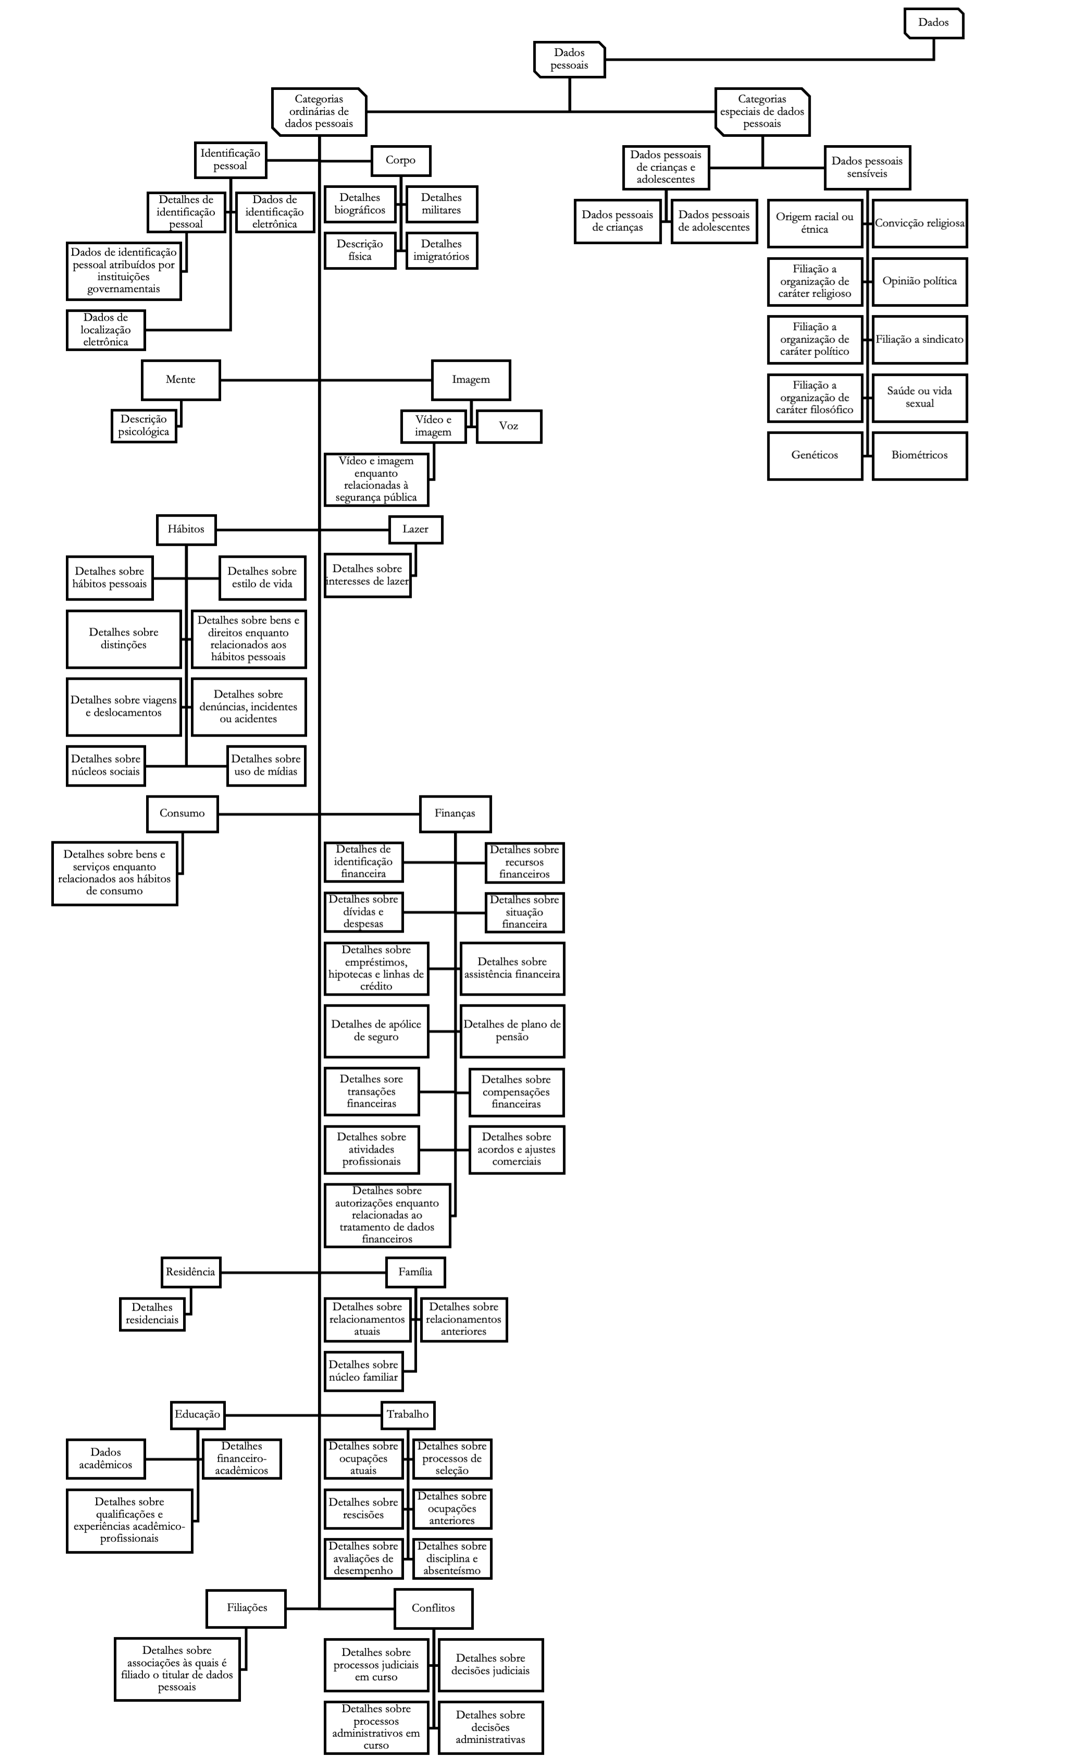 Dados
Dados
pessoais
Categorias
ordinárias de
dados pessoais
Categorias
especiais de dados
pessoais
Identificação
pessoal
Corpo
Dados pessoais
de crianças e
adolescentes
Dados pessoais
sensíveis
Detalhes de
identificação
pessoal
Dados de
identificação
eletrônica
Detalhes
biográficos
Detalhes
militares
Dados pessoais
de crianças
Dados pessoais
de adolescentes
Origem racial ou
étnica
Convicção religiosa
Dados de identificação
pessoal atribuídos por
instituições
governamentais
Descrição
física
Detalhes
imigratórios
Filiação a
organização de
caráter religioso
Opinião política
Dados de
localização
eletrônica
Filiação a
organização de
caráter político
Filiação a sindicato
Mente
Imagem
Filiação a
organização de
caráter filosófico
Saúde ou vida
sexual
Descrição
psicológica
Vídeo e
imagem
Voz
Genéticos
Biométricos
Vídeo e imagem
enquanto
relacionadas à
segurança pública
Hábitos
Lazer
Detalhes sobre
hábitos pessoais
Detalhes sobre
estilo de vida
Detalhes sobre
interesses de lazer
Detalhes sobre
distinções
Detalhes sobre bens e
direitos enquanto
relacionados aos
hábitos pessoais
Detalhes sobre viagens
e deslocamentos
Detalhes sobre
denúncias, incidentes
ou acidentes
Detalhes sobre
núcleos sociais
Detalhes sobre
uso de mídias
Consumo
Finanças
Detalhes sobre bens e
serviços enquanto
relacionados aos hábitos
de consumo
Detalhes de
identificação
financeira
Detalhes sobre
recursos
financeiros
Detalhes sobre
dívidas e
despesas
Detalhes sobre
situação
financeira
Detalhes sobre
empréstimos,
hipotecas e linhas de
crédito
Detalhes sobre
assistência financeira
Detalhes de apólice
de seguro
Detalhes de plano de
pensão
Detalhes sore
transações
financeiras
Detalhes sobre
compensações
financeiras
Detalhes sobre
atividades
profissionais
Detalhes sobre
acordos e ajustes
comerciais
Detalhes sobre
autorizações enquanto
relacionadas ao
tratamento de dados
financeiros
Residência
Família
Detalhes
residenciais
Detalhes sobre
relacionamentos
atuais
Detalhes sobre
relacionamentos
anteriores
Detalhes sobre
núcleo familiar
Educação
Trabalho
Dados
acadêmicos
Detalhes
financeiro-
acadêmicos
Detalhes sobre
ocupações
atuais
Detalhes sobre
processos de
seleção
Detalhes sobre
qualificações e
experiências acadêmico-
profissionais
Detalhes sobre
rescisões
Detalhes sobre
ocupações
anteriores
Detalhes sobre
avaliações de
desempenho
Detalhes sobre
disciplina e
absenteísmo
Filiações
Conflitos
Detalhes sobre
associações às quais é
filiado o titular de dados
pessoais
Detalhes sobre
processos judiciais
em curso
Detalhes sobre
decisões judiciais
Detalhes sobre
processos
administrativos em
curso
Detalhes sobre
decisões
administrativas